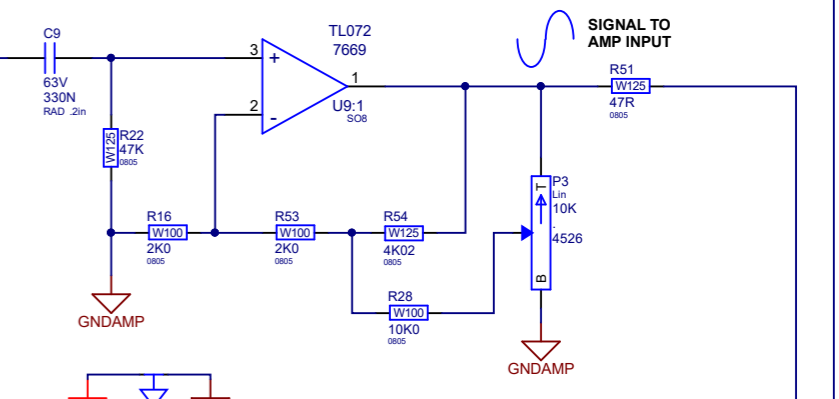 C9
63V
330N
RAD .2in
R22
W125
47K
0805
3
+
2
-
1
TL072
7669
U9:1
SO8
SIGNAL TO
AMP INPUT
R51
W125
47R
0805
R16
W100
2K0
0805
R53
W100
2K0
0805
R54
W125
4K02
0805
R28
W100
10K0
0805
P3
Lin
10K
.
4526
T
B
GNDAMP
GNDAMP